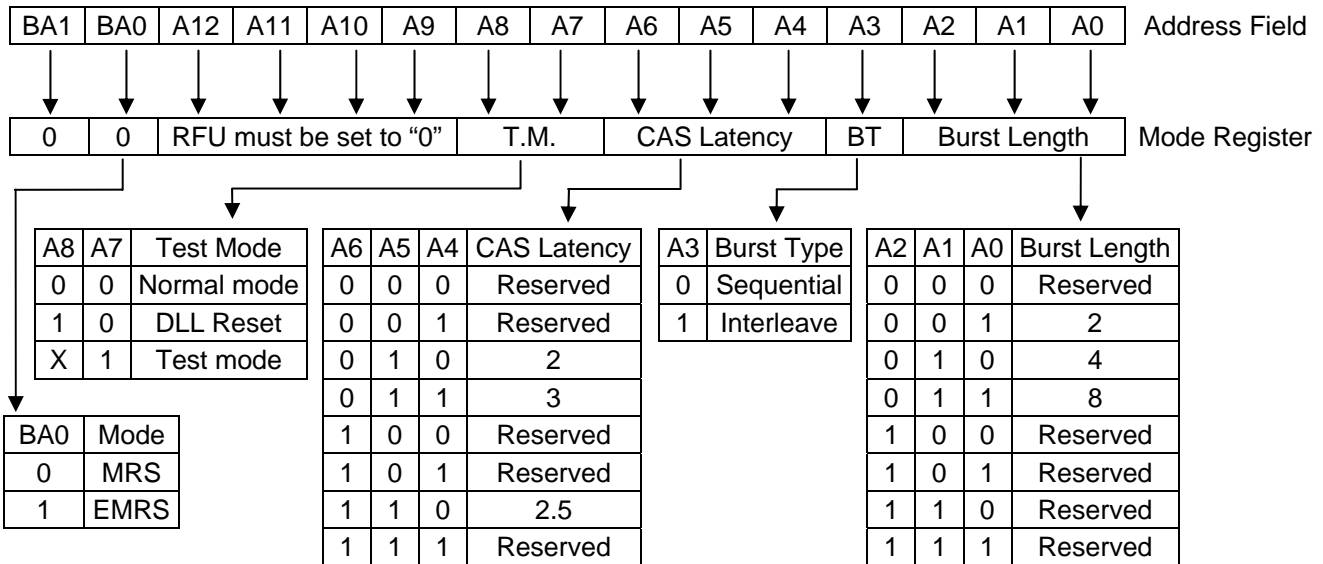 BA1 BA0 A12 A11 A10 A9 A8 A7 A6 A5 A4 A3 A2 A1 A0 Address Field
0 0 RFU must be set to “0” T.M. CAS Latency BT Burst Length Mode Register
A8 A7 Test Mode
0 0 Normal mode
1 0 DLL Reset
X 1 Test mode
BA0 Mode
0 MRS
1 EMRS
A6 A5 A4 CAS Latency
0 0 0 Reserved
0 0 1 Reserved
0 1 0 2
0 1 1 3
1 0 0 Reserved
1 0 1 Reserved
1 1 0 2.5
1 1 1 Reserved
A3 Burst Type
0 Sequential
1 Interleave
A2 A1 A0 Burst Length
0 0 0 Reserved
0 0 1 2
0 1 0 4
0 1 1 8
1 0 0 Reserved
1 0 1 Reserved
1 1 0 Reserved
1 1 1 Reserved